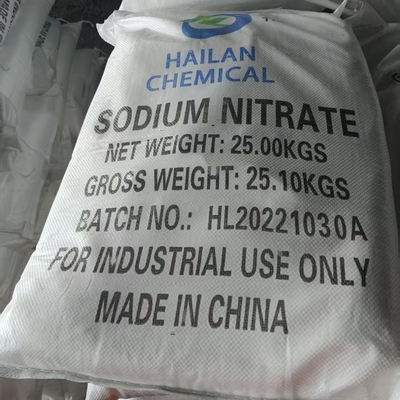 HAILAN
CHEMICAL
SODIUM NITRATE
NET WEIGHT: 25.00KGS
GROSS WEIGHT: 25.10KGS
BATCH NO.: HL20221030A
FOR INDUSTRIAL USE ONLY
MADE IN CHINA